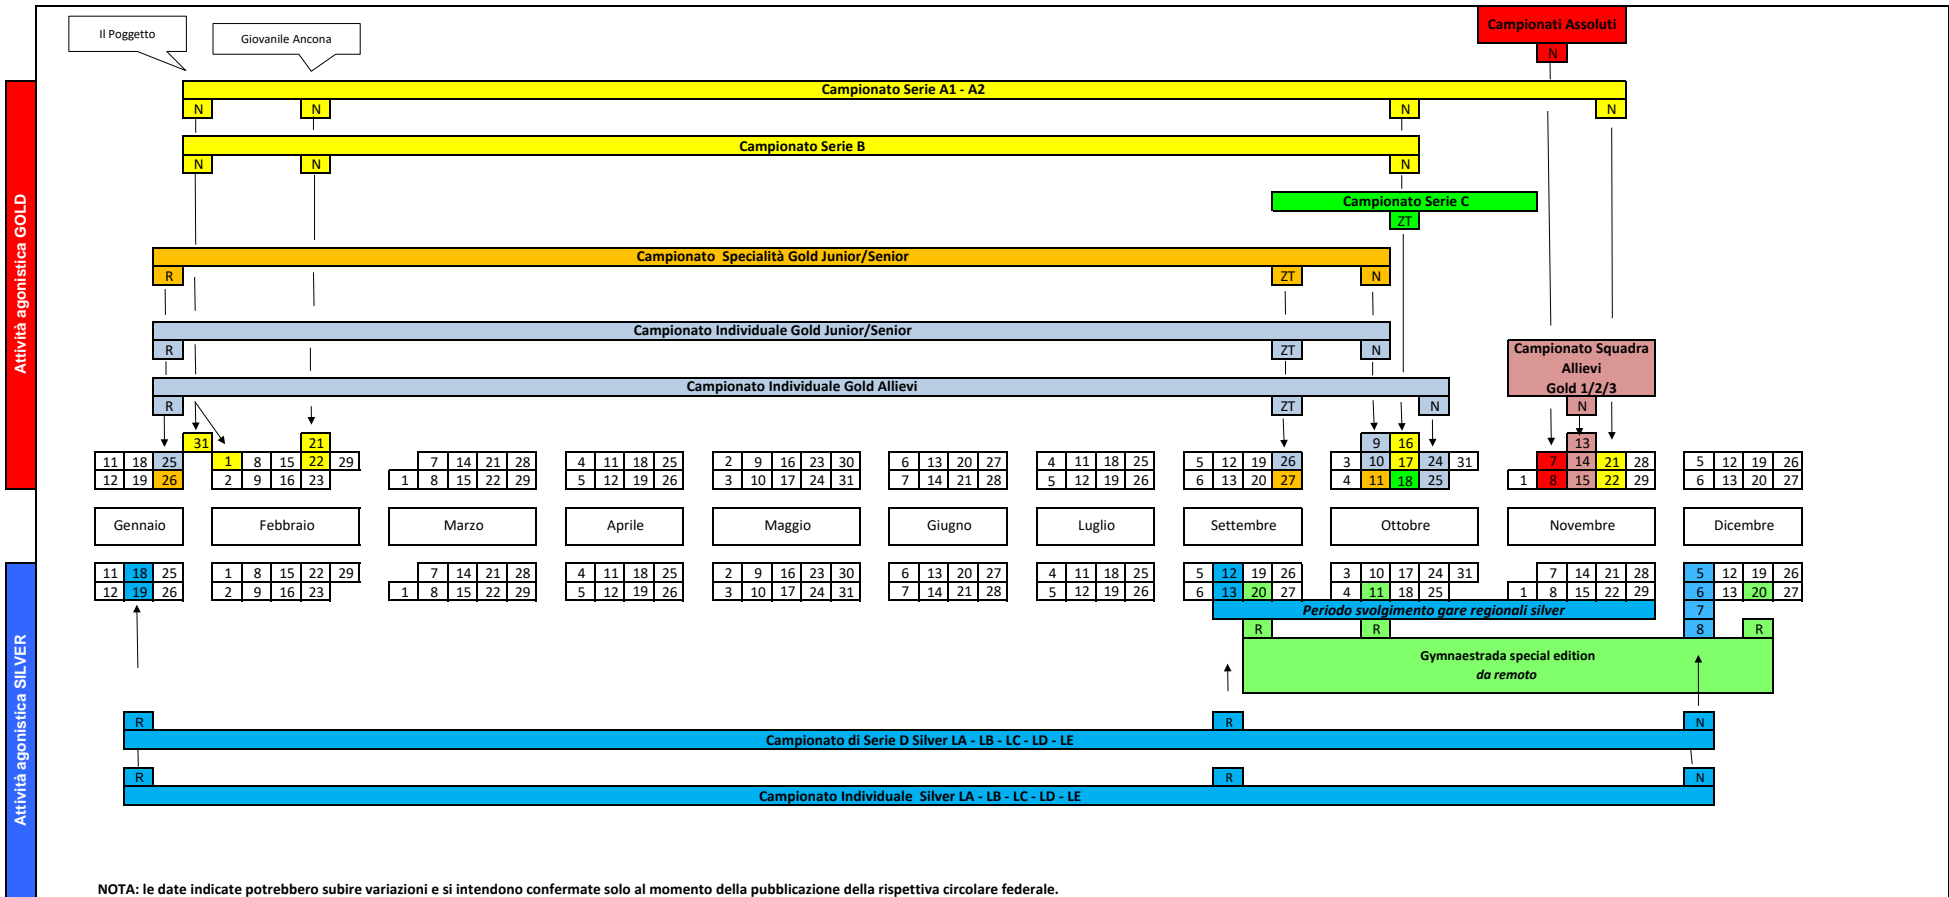 Il Poggetto
Giovanile Ancona
Campionati Assoluti
N
Campionato Serie A1 - A2
N N N N
Campionato Serie B
N N N
Campionato Serie C
ZT
Campionato Specialità Gold Junior/Senior
R ZT N
Campionato Individuale Gold Junior/Senior
R ZT N
Campionato Squadra
Allievi
Gold 1/2/3
N
Campionato Individuale Gold Allievi
R ZT N
Attività agonistica GOLD
31 21 9 16 13
11 18 25 1 8 15 22 29 7 14 21 28 4 11 18 25 2 9 16 23 30 6 13 20 27 4 11 18 25 5 12 19 26 3 10 17 24 31 7 14 21 28 5 12 19 26
12 19 26 2 9 16 23 1 8 15 22 29 5 12 19 26 3 10 17 24 31 7 14 21 28 5 12 19 26 6 13 20 27 4 11 18 25 1 8 15 22 29 6 13 20 27
Gennaio Febbraio Marzo Aprile Maggio Giugno Luglio Settembre Ottobre Novembre Dicembre
11 18 25 1 8 15 22 29 7 14 21 28 4 11 18 25 2 9 16 23 30 6 13 20 27 4 11 18 25 5 12 19 26 3 10 17 24 31 7 14 21 28 5 12 19 26
12 19 26 2 9 16 23 1 8 15 22 29 5 12 19 26 3 10 17 24 31 7 14 21 28 5 12 19 26 6 13 20 27 4 11 18 25 1 8 15 22 29 6 13 20 27
Periodo svolgimento gare regionali silver 7
R R 8 R
Gymnaestrada special edition
da remoto
Attività agonistica SILVER
R R N
Campionato di Serie D Silver LA - LB - LC - LD - LE
R R N
Campionato Individuale Silver LA - LB - LC - LD - LE
NOTA: le date indicate potrebbero subire variazioni e si intendono confermate solo al momento della pubblicazione della rispettiva circolare federale.